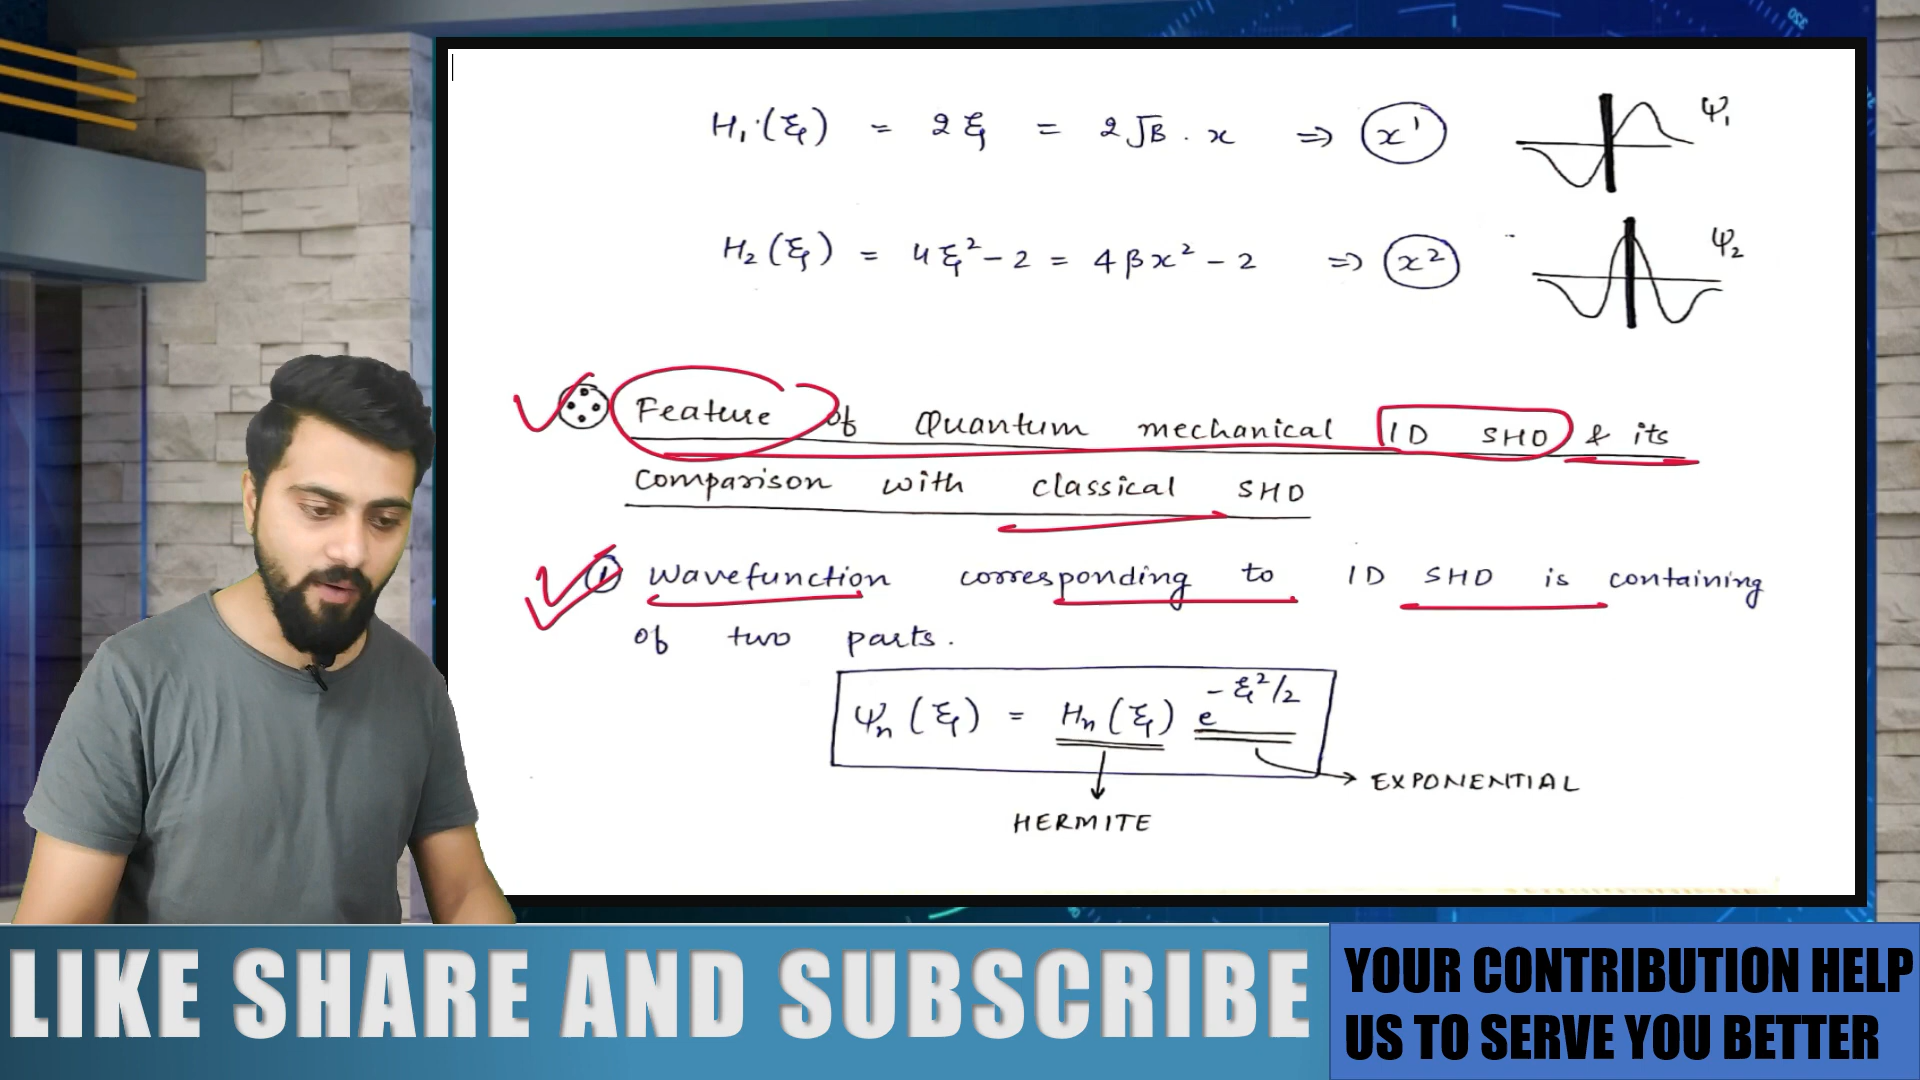 H₁(ξ) = 2ξ = 2√β . x ⇒ x¹ ψ₁
H₂(ξ) = 4ξ² - 2 = 4βx² - 2 ⇒ x² ψ₂
Feature of Quantum mechanical 1D SHO & its
Comparison with classical SHO
① Wavefunction corresponding to 1D SHO is containing
of two parts.
ψₙ(ξ) = Hₙ(ξ) e^(-ξ²/2)
EXPONENTIAL
HERMITE
LIKE SHARE AND SUBSCRIBE
YOUR CONTRIBUTION HELP
US TO SERVE YOU BETTER